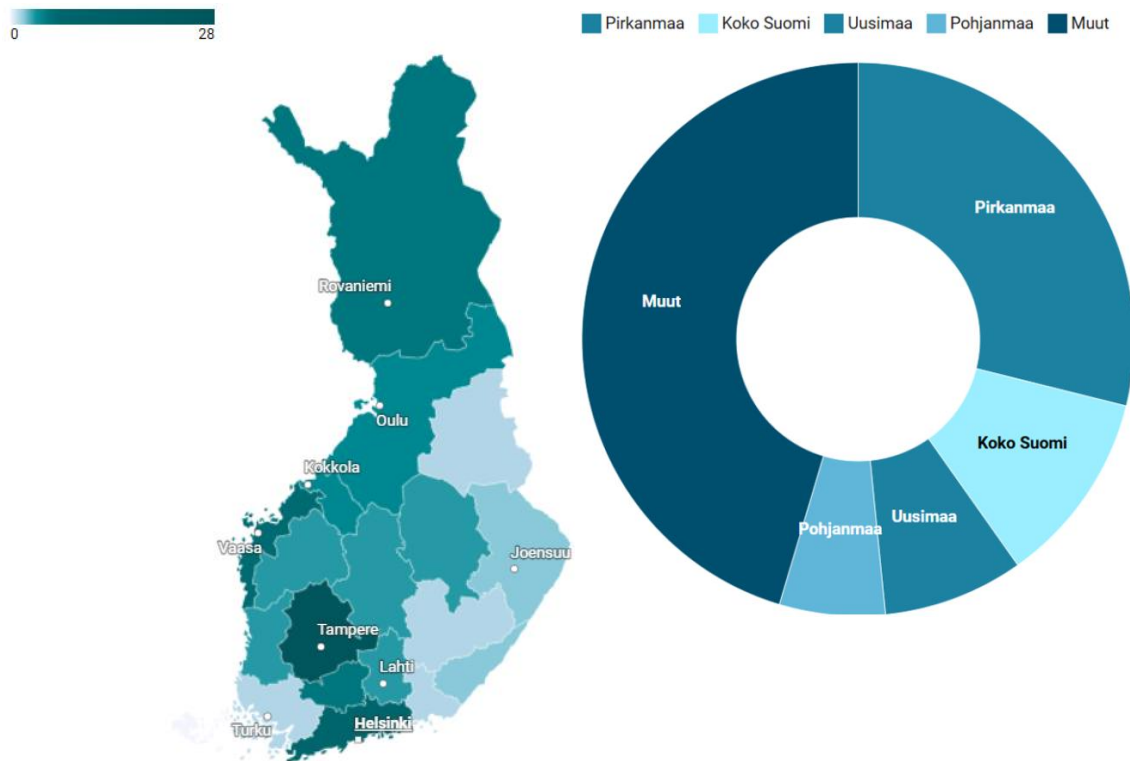 0 28
Pirkanmaa Koko Suomi Uusimaa Pohjanmaa Muut
Rovaniemi
Oulu
Kokkola
Vaasa
Joensuu
Tampere
Lahti
Turku
Helsinki
Pirkanmaa
Muut
Koko Suomi
Uusimaa
Pohjanmaa